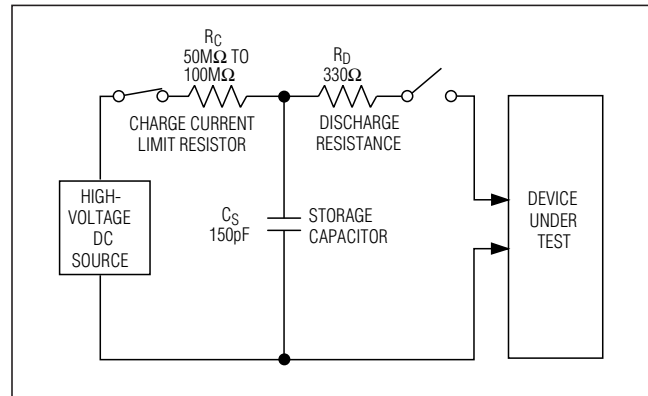 R_C
50MΩ TO
100MΩ
CHARGE CURRENT
LIMIT RESISTOR
R_D
330Ω
DISCHARGE
RESISTANCE
HIGH-
VOLTAGE
DC
SOURCE
C_S
150pF
STORAGE
CAPACITOR
DEVICE
UNDER
TEST